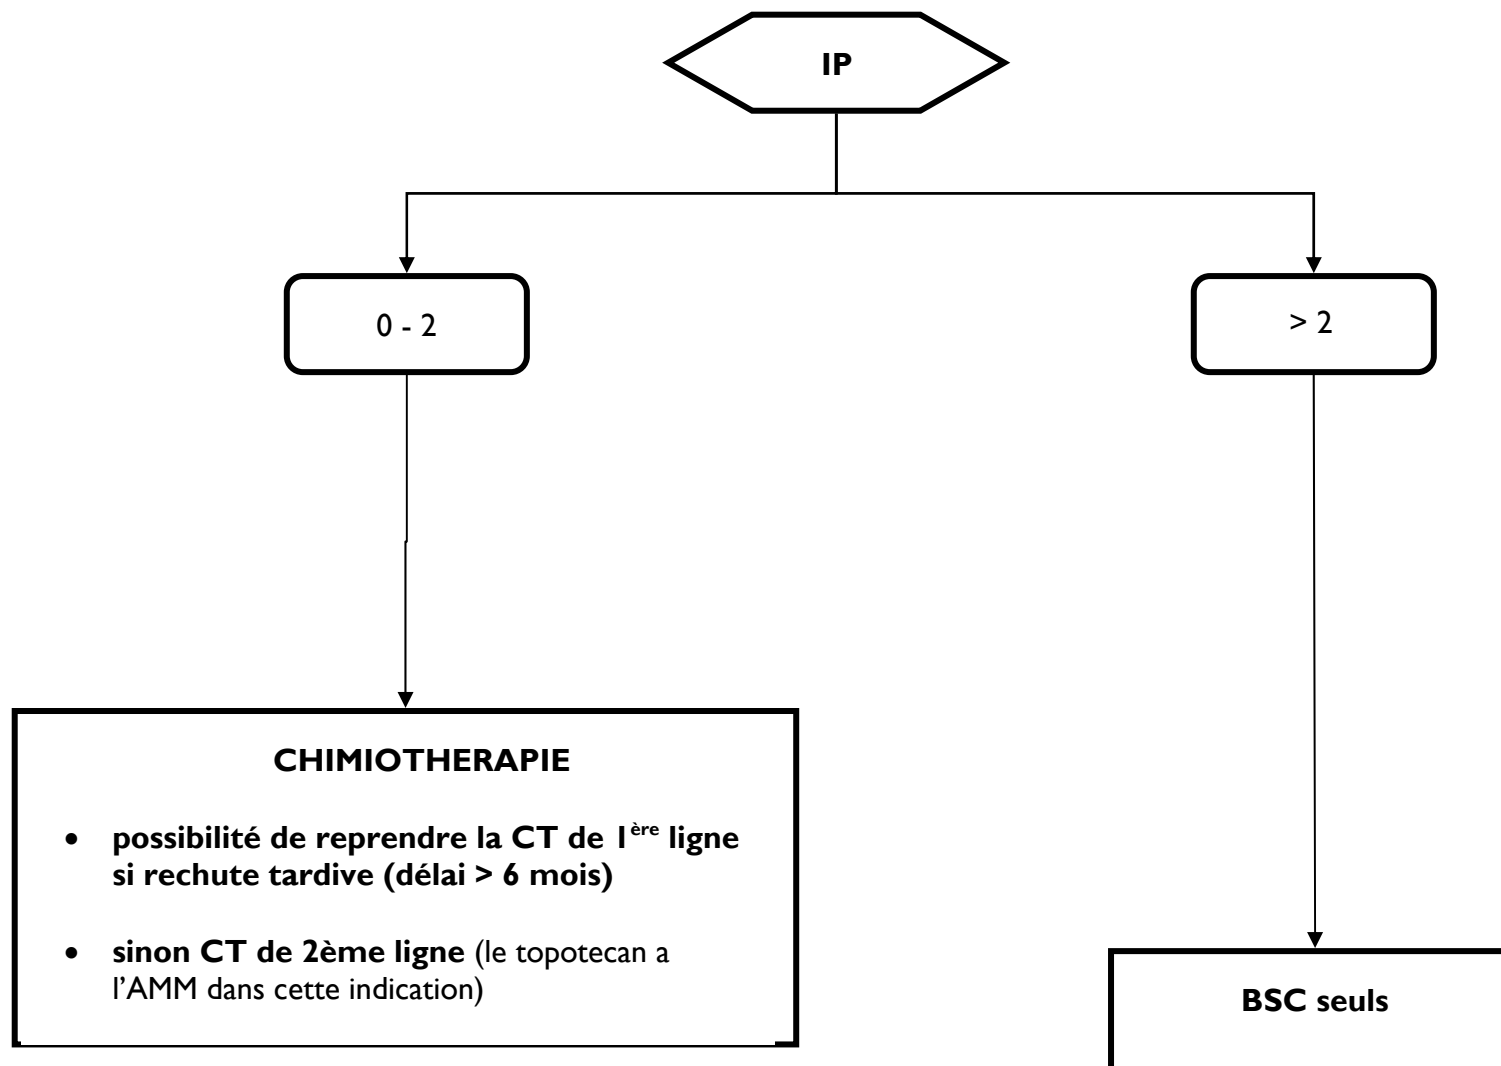 IP
0 - 2
> 2
CHIMIOTHERAPIE
• possibilité de reprendre la CT de 1ère ligne
si rechute tardive (délai > 6 mois)
• sinon CT de 2ème ligne (le topotecan a
l’AMM dans cette indication)
BSC seuls